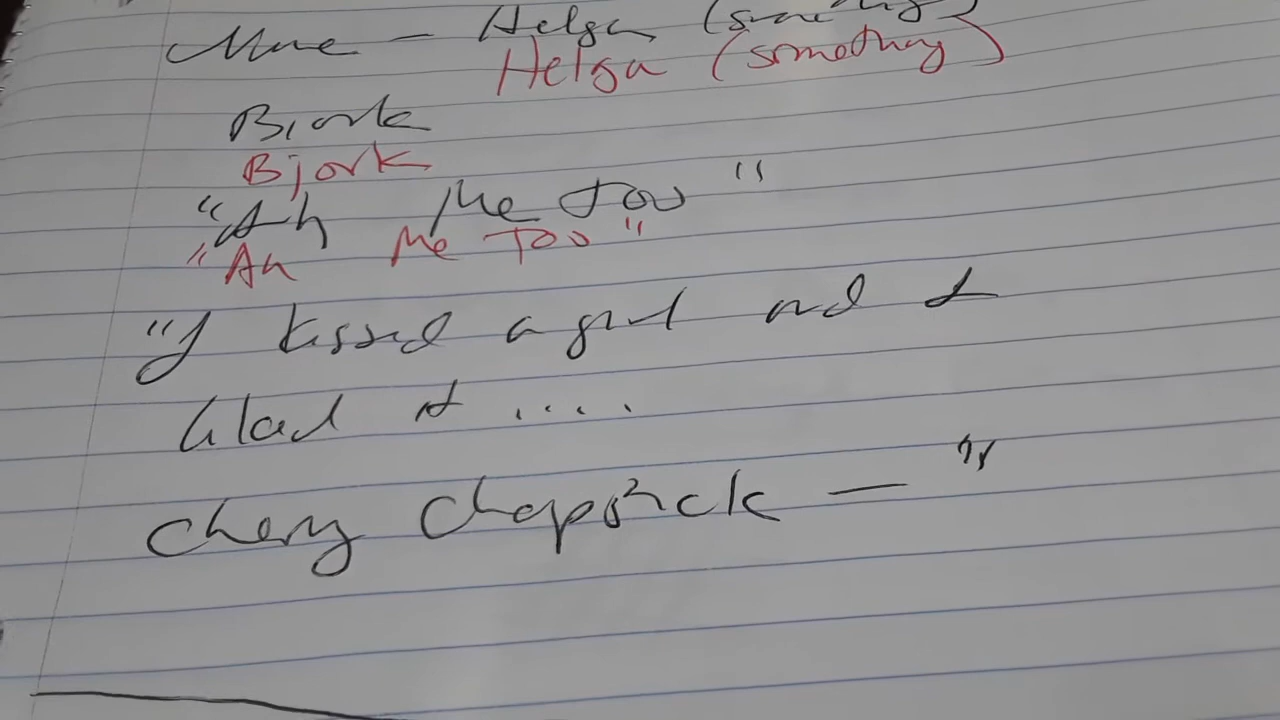 Mne - Helga (something)
Helga (something)
Bjork
Bjork
"Ah Me Too"
"Ah Me Too"
"I kissed a girl and I
liked it ....
cherry chapstick - "